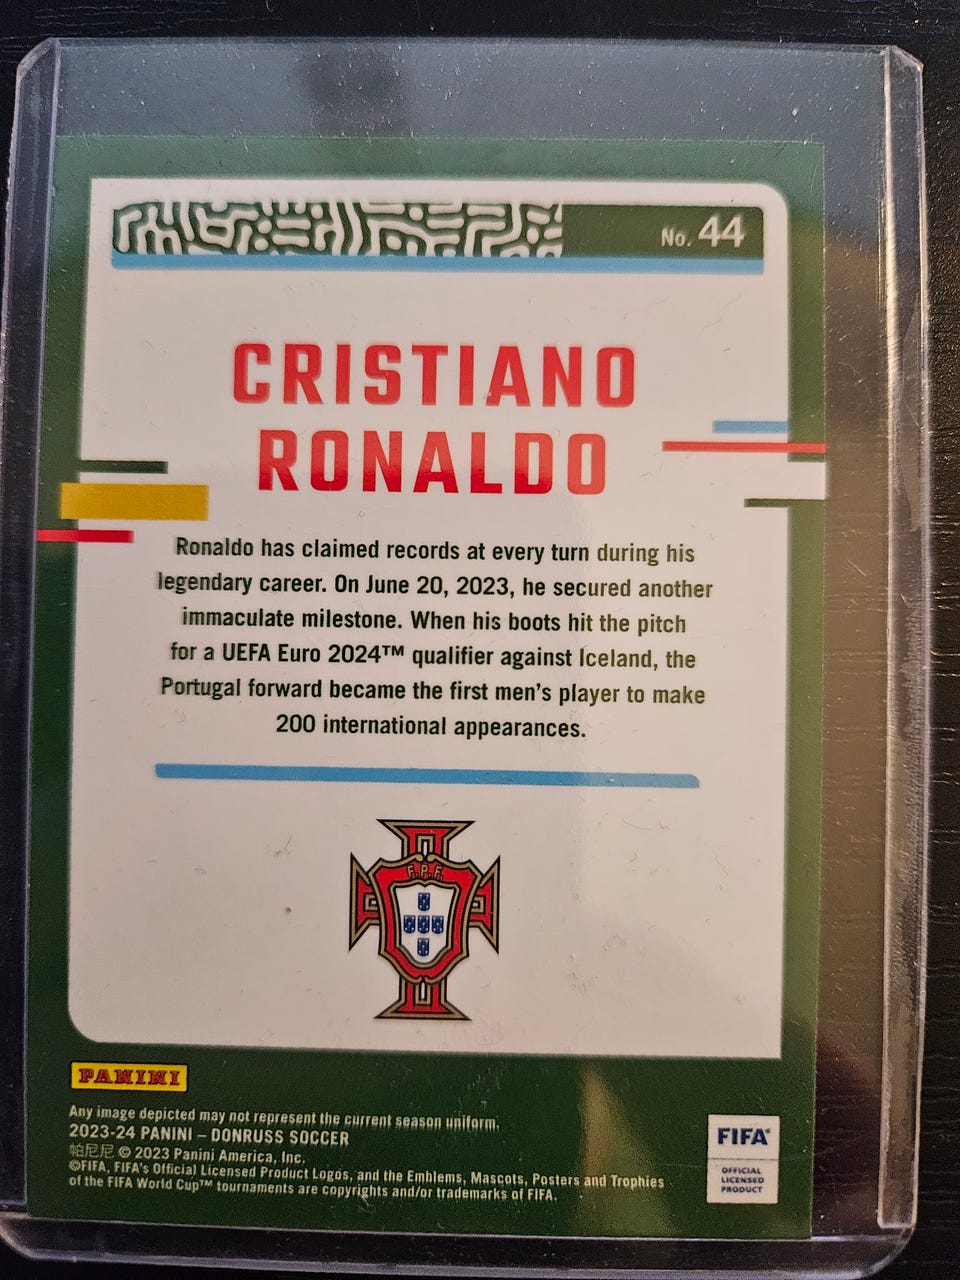 No. 44
CRISTIANO
RONALDO
Ronaldo has claimed records at every turn during his
legendary career. On June 20, 2023, he secured another
immaculate milestone. When his boots hit the pitch
for a UEFA Euro 2024™ qualifier against Iceland, the
Portugal forward became the first men's player to make
200 international appearances.
F.P.F.
PANINI
Any image depicted may not represent the current season uniform.
2023-24 PANINI – DONRUSS SOCCER
帕尼尼 © 2023 Panini America, Inc.
©FIFA, FIFA's Official Licensed Product Logos, and the Emblems, Mascots, Posters and Trophies
of the FIFA World Cup™ tournaments are copyrights and/or trademarks of FIFA.
FIFA®
OFFICIAL
LICENSED
PRODUCT